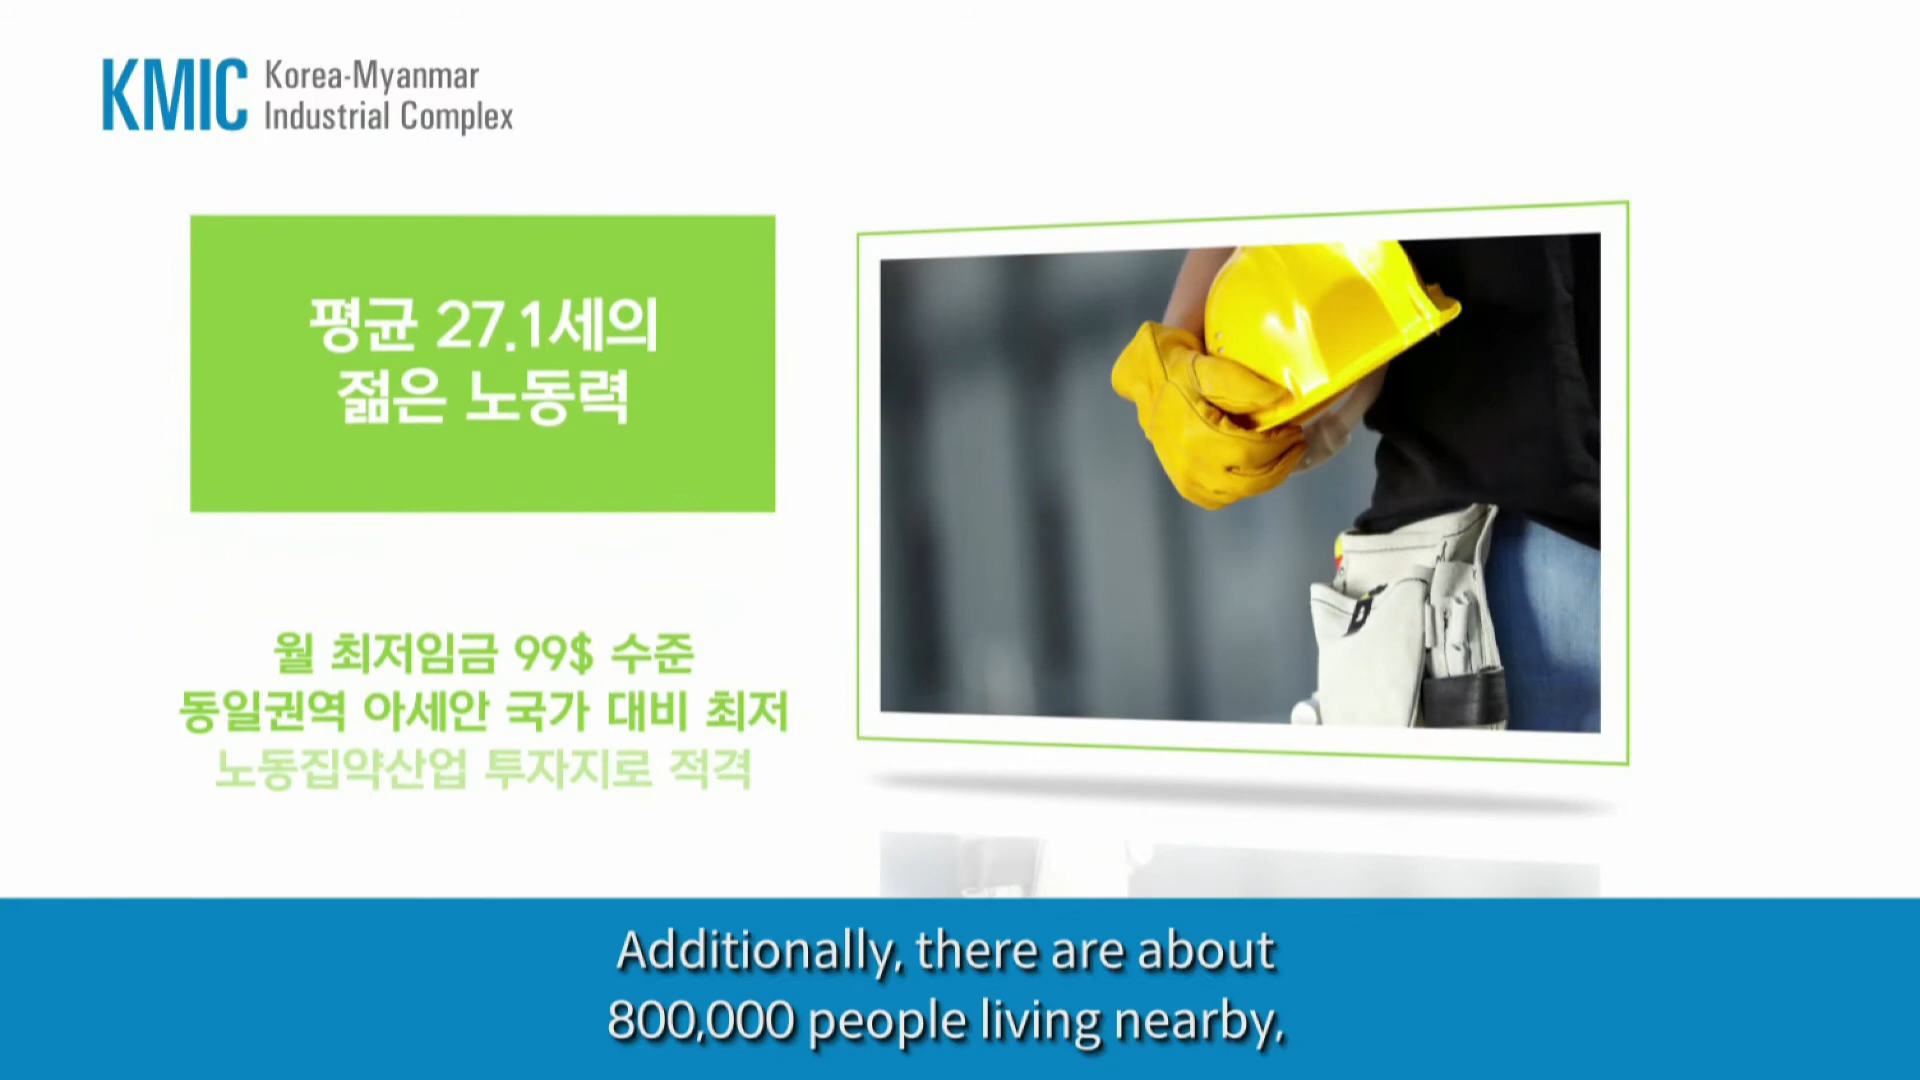 KMIC Korea-Myanmar
Industrial Complex
평균 27.1세의
젊은 노동력
월 최저임금 99$ 수준
동일권역 아세안 국가 대비 최저
노동집약산업 투자지로 적격
Additionally, there are about
800,000 people living nearby,